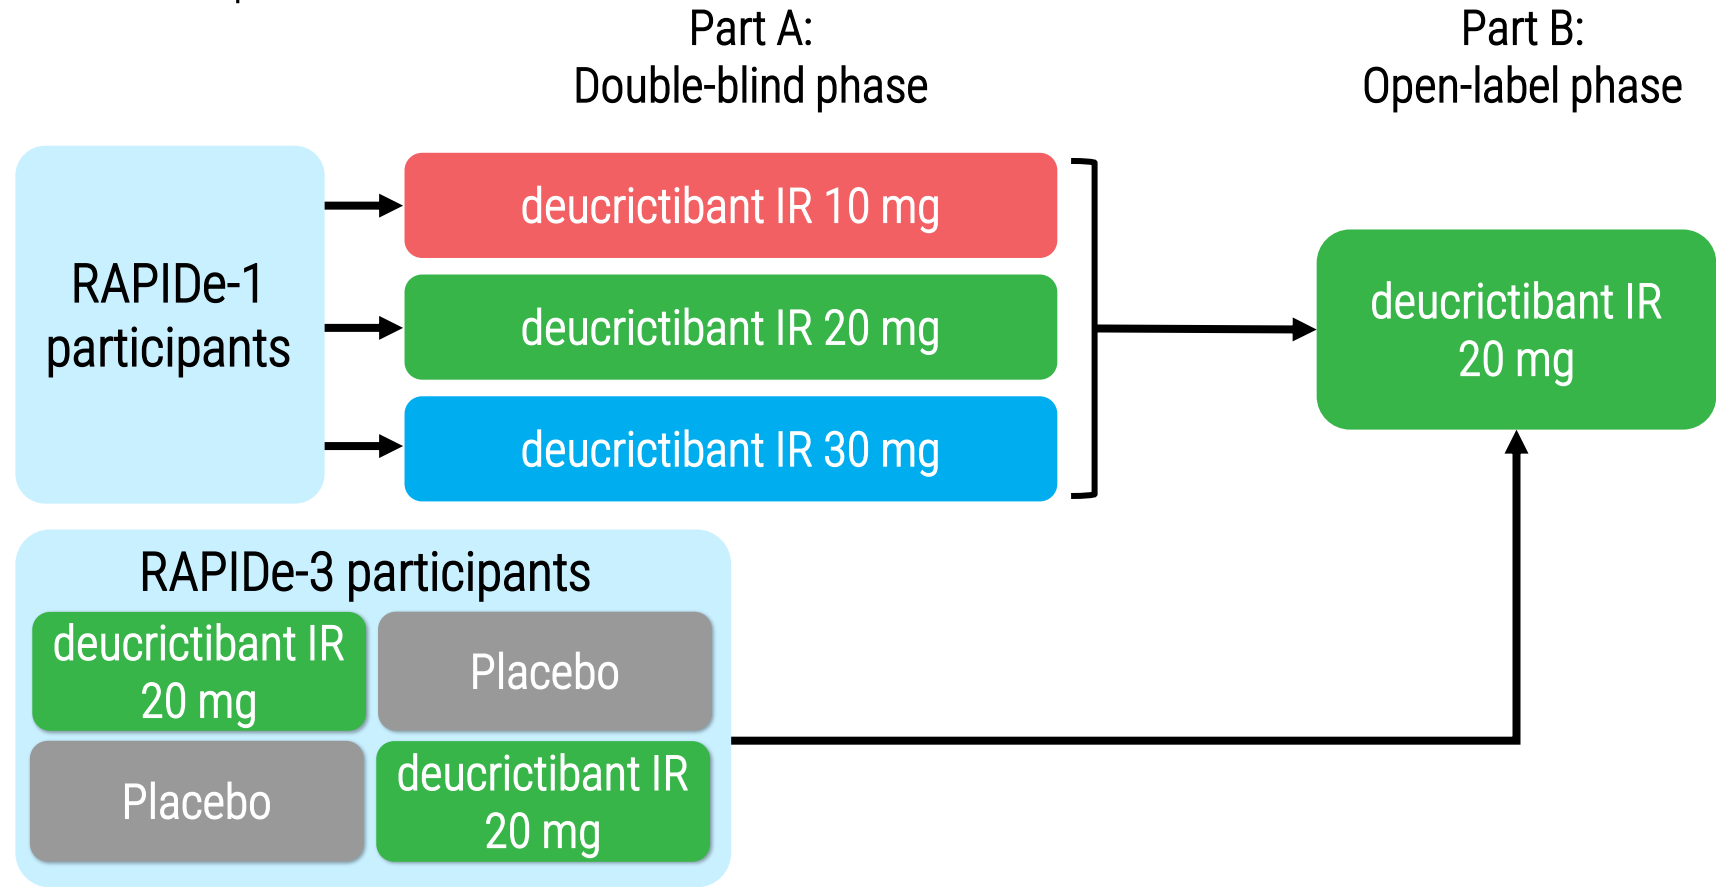 Part A:
Double-blind phase
Part B:
Open-label phase
RAPIDe-1
participants
deucrictibant IR 10 mg
deucrictibant IR 20 mg
deucrictibant IR 30 mg
deucrictibant IR
20 mg
RAPIDe-3 participants
deucrictibant IR
20 mg
Placebo
Placebo
deucrictibant IR
20 mg